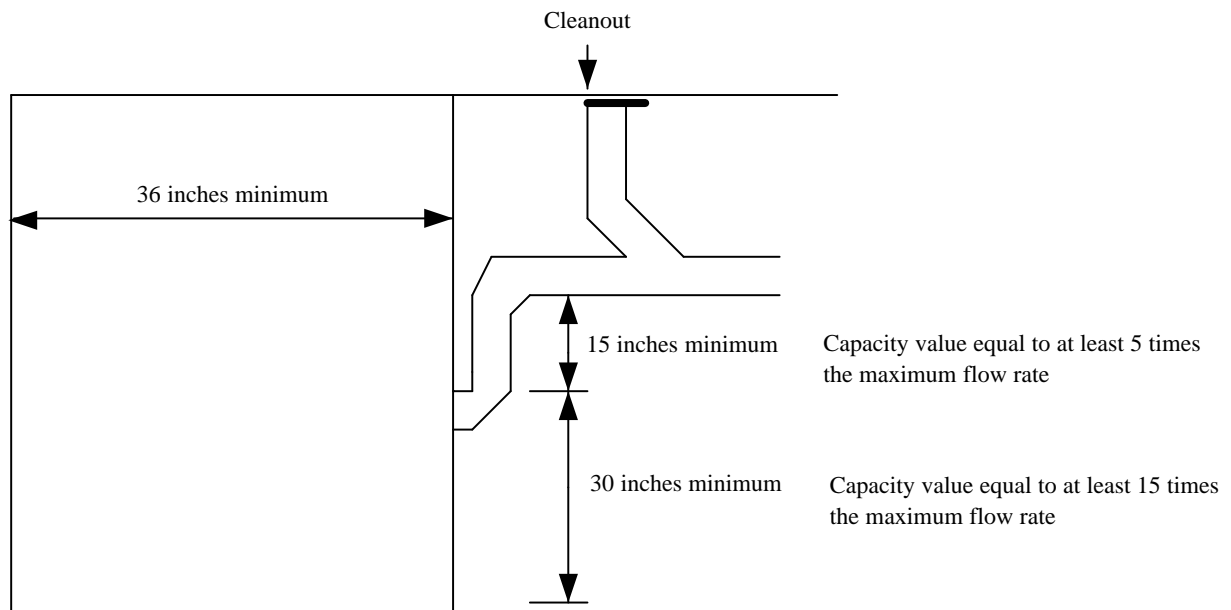 Cleanout
36 inches minimum
15 inches minimum
Capacity value equal to at least 5 times
the maximum flow rate
30 inches minimum
Capacity value equal to at least 15 times
the maximum flow rate